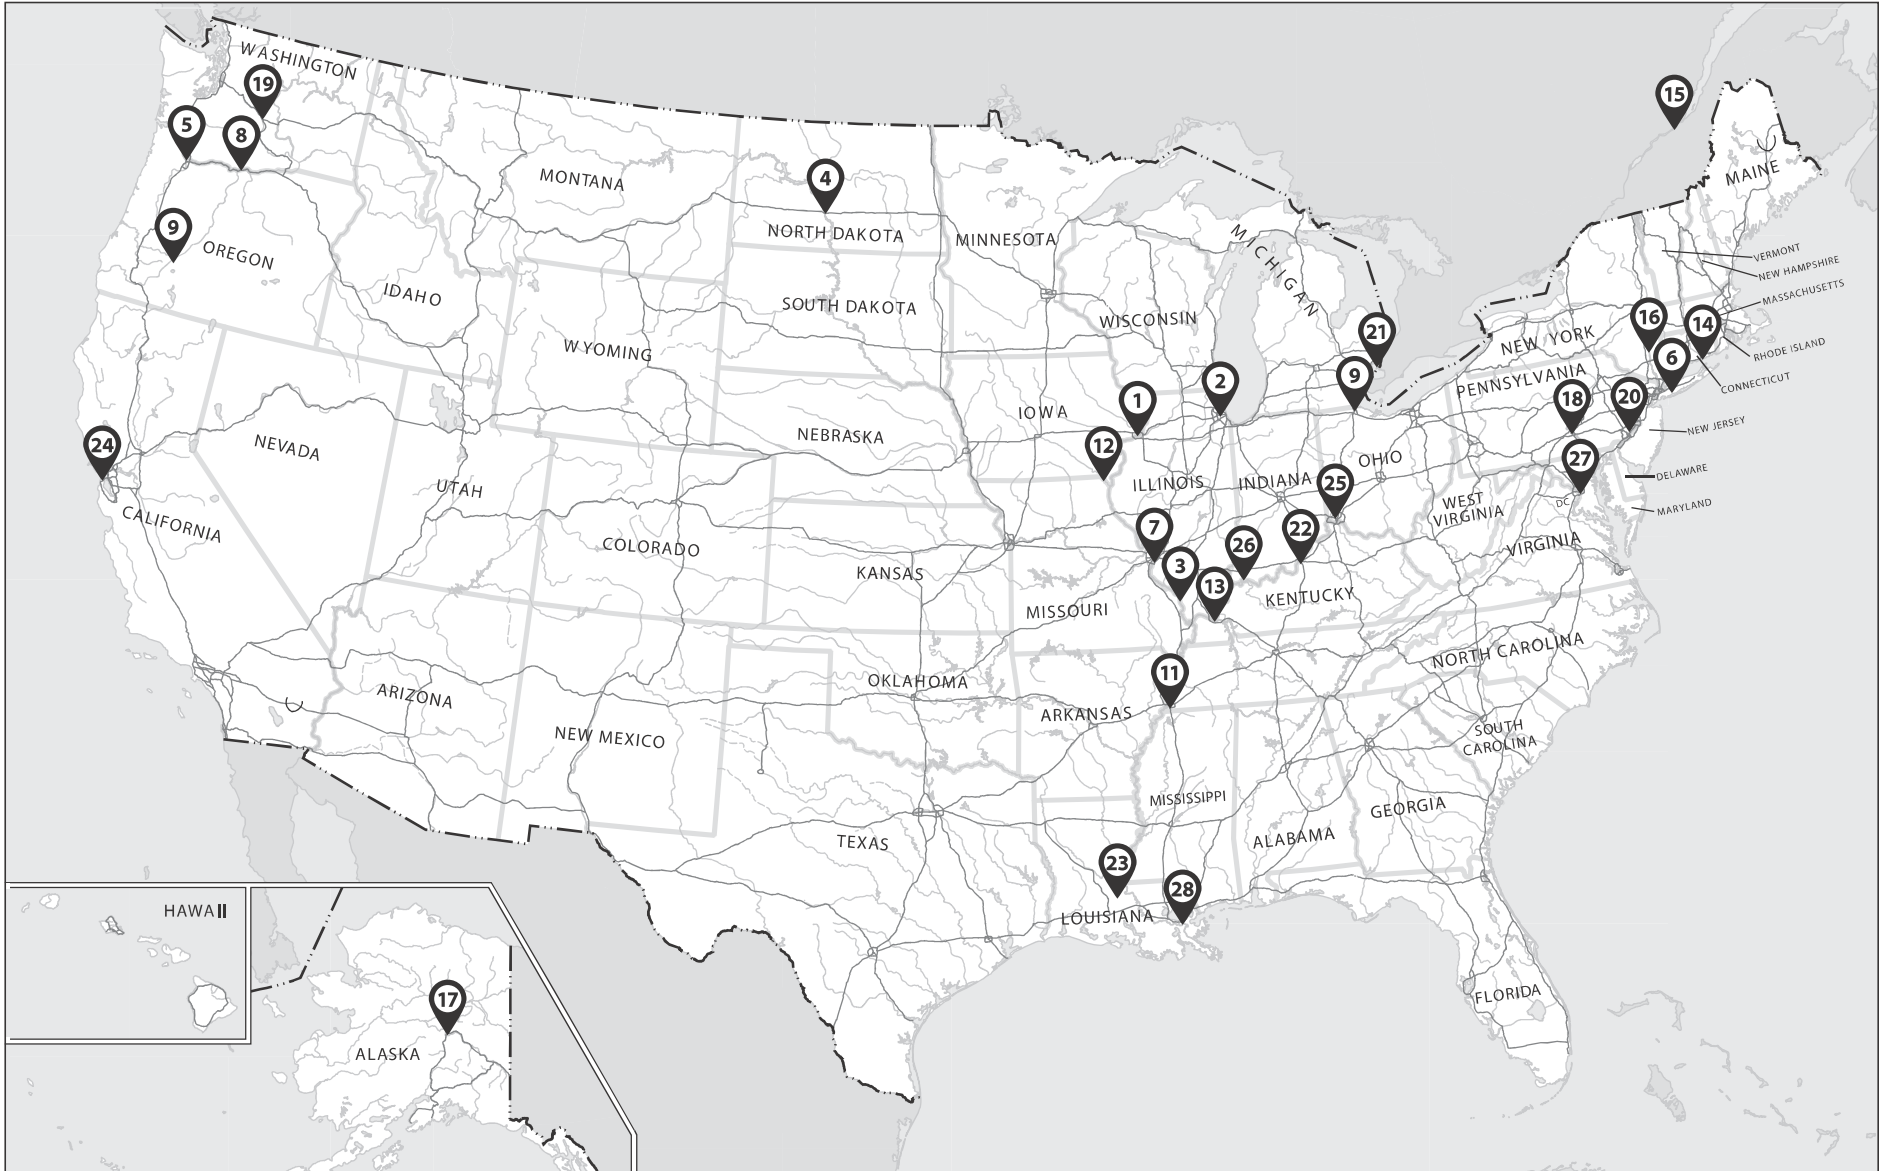 WASHINGTON
19
15
5
8
MAINE
MONTANA
4
9
OREGON
NORTH DAKOTA
MINNESOTA
MICHIGAN
VERMONT
NEW HAMPSHIRE
IDAHO
SOUTH DAKOTA
WISCONSIN
MASSACHUSETTS
16
14
21
WYOMING
NEW YORK
RHODE ISLAND
6
9
2
PENNSYLVANIA
CONNECTICUT
1
IOWA
18
20
NEBRASKA
NEW JERSEY
24
NEVADA
12
OHIO
27
UTAH
ILLINOIS
INDIANA
25
DELAWARE
DC
MARYLAND
WEST
VIRGINIA
CALIFORNIA
7
22
26
COLORADO
VIRGINIA
KANSAS
3
13
KENTUCKY
MISSOURI
NORTH CAROLINA
11
OKLAHOMA
ARIZONA
ARKANSAS
NEW MEXICO
SOUTH
CAROLINA
MISSISSIPPI
GEORGIA
TEXAS
ALABAMA
23
28
LOUISIANA
HAWAII
FLORIDA
17
ALASKA